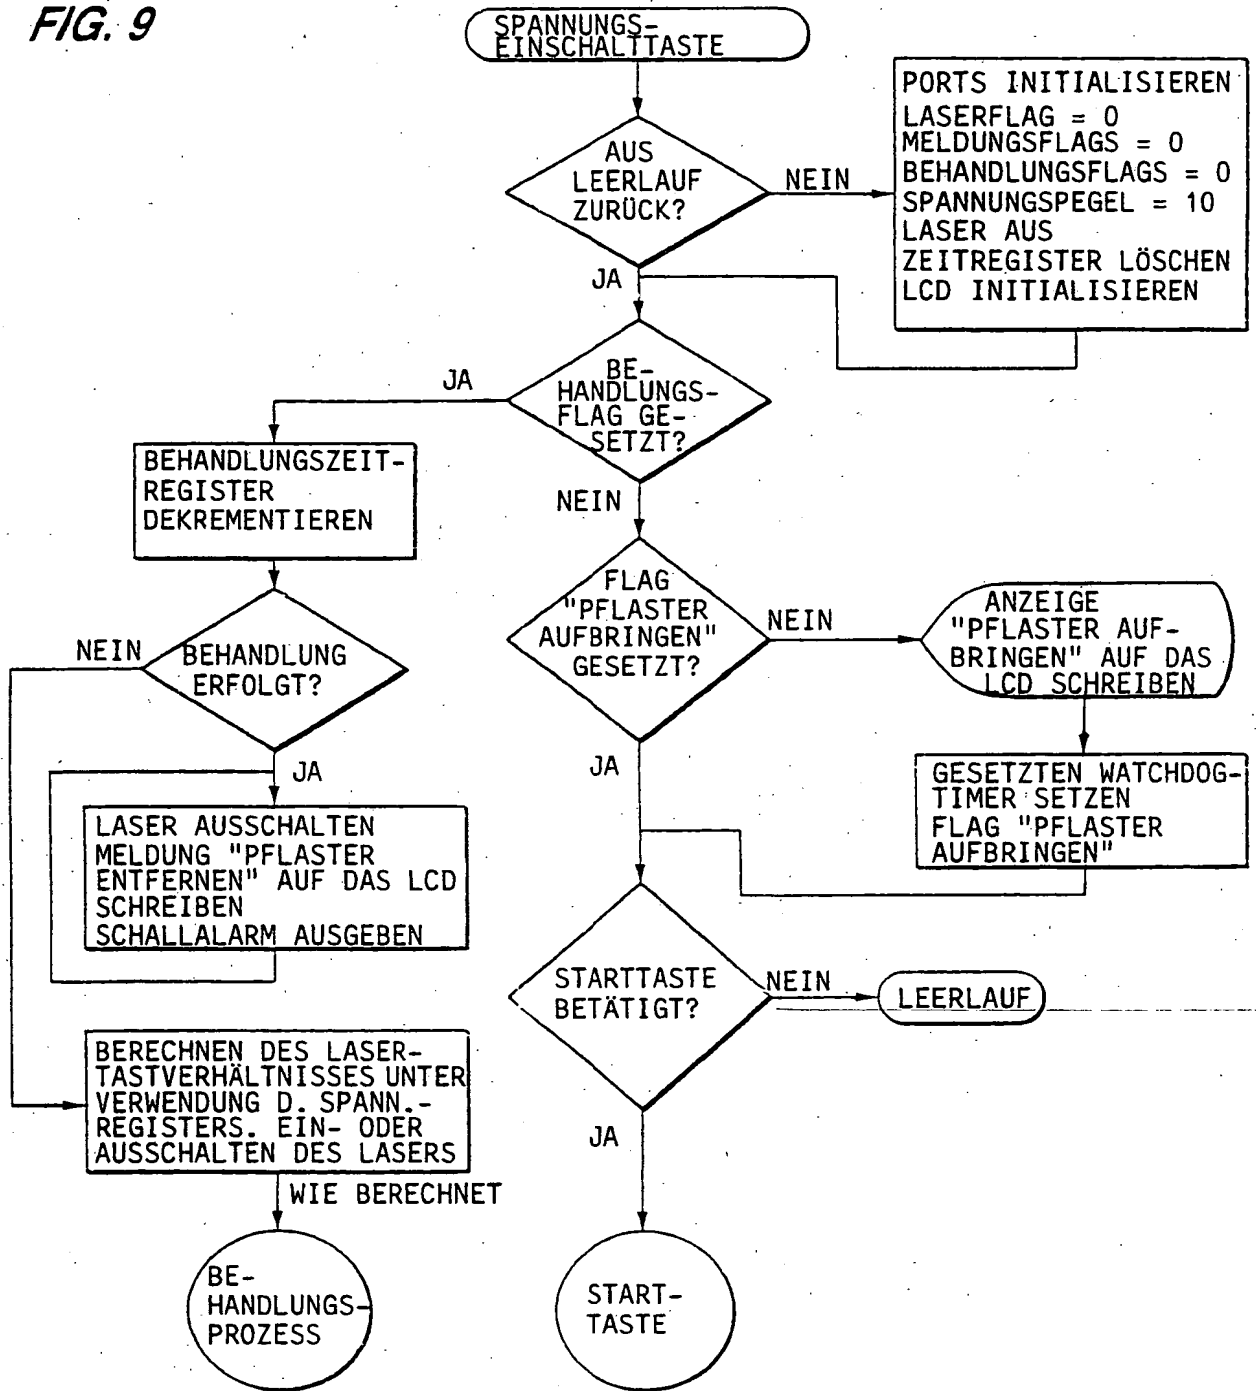 FIG. 9
SPANNUNGS-
EINSCHALTTASTE
PORTS INITIALISIEREN
LASERFLAG = 0
MELDUNGSFLAGS = 0
BEHANDLUNGSFLAGS = 0
SPANNUNGSPEGEL = 10
LASER AUS
ZEITREGISTER LÖSCHEN
LCD INITIALISIEREN
AUS
LEERLAUF
ZURÜCK?
NEIN
JA
BE-
HANDLUNGS-
FLAG GE-
SETZT?
JA
NEIN
BEHANDLUNGSZEIT-
REGISTER
DEKREMENTIEREN
FLAG
"PFLASTER
AUFBRINGEN"
GESETZT?
NEIN
JA
ANZEIGE
"PFLASTER AUF-
BRINGEN" AUF DAS
LCD SCHREIBEN
GESETZTEN WATCHDOG-
TIMER SETZEN
FLAG "PFLASTER
AUFBRINGEN"
NEIN
BEHANDLUNG
ERFOLGT?
JA
LASER AUSSCHALTEN
MELDUNG "PFLASTER
ENTFERNEN" AUF DAS LCD
SCHREIBEN
SCHALLALARM AUSGEBEN
STARTTASTE
BETÄTIGT?
NEIN
LEERLAUF
JA
BERECHNEN DES LASER-
TASTVERHÄLTNISSES UNTER
VERWENDUNG D. SPANN.-
REGISTERS. EIN- ODER
AUSSCHALTEN DES LASERS
WIE BERECHNET
BE-
HANDLUNGS-
PROZESS
START-
TASTE